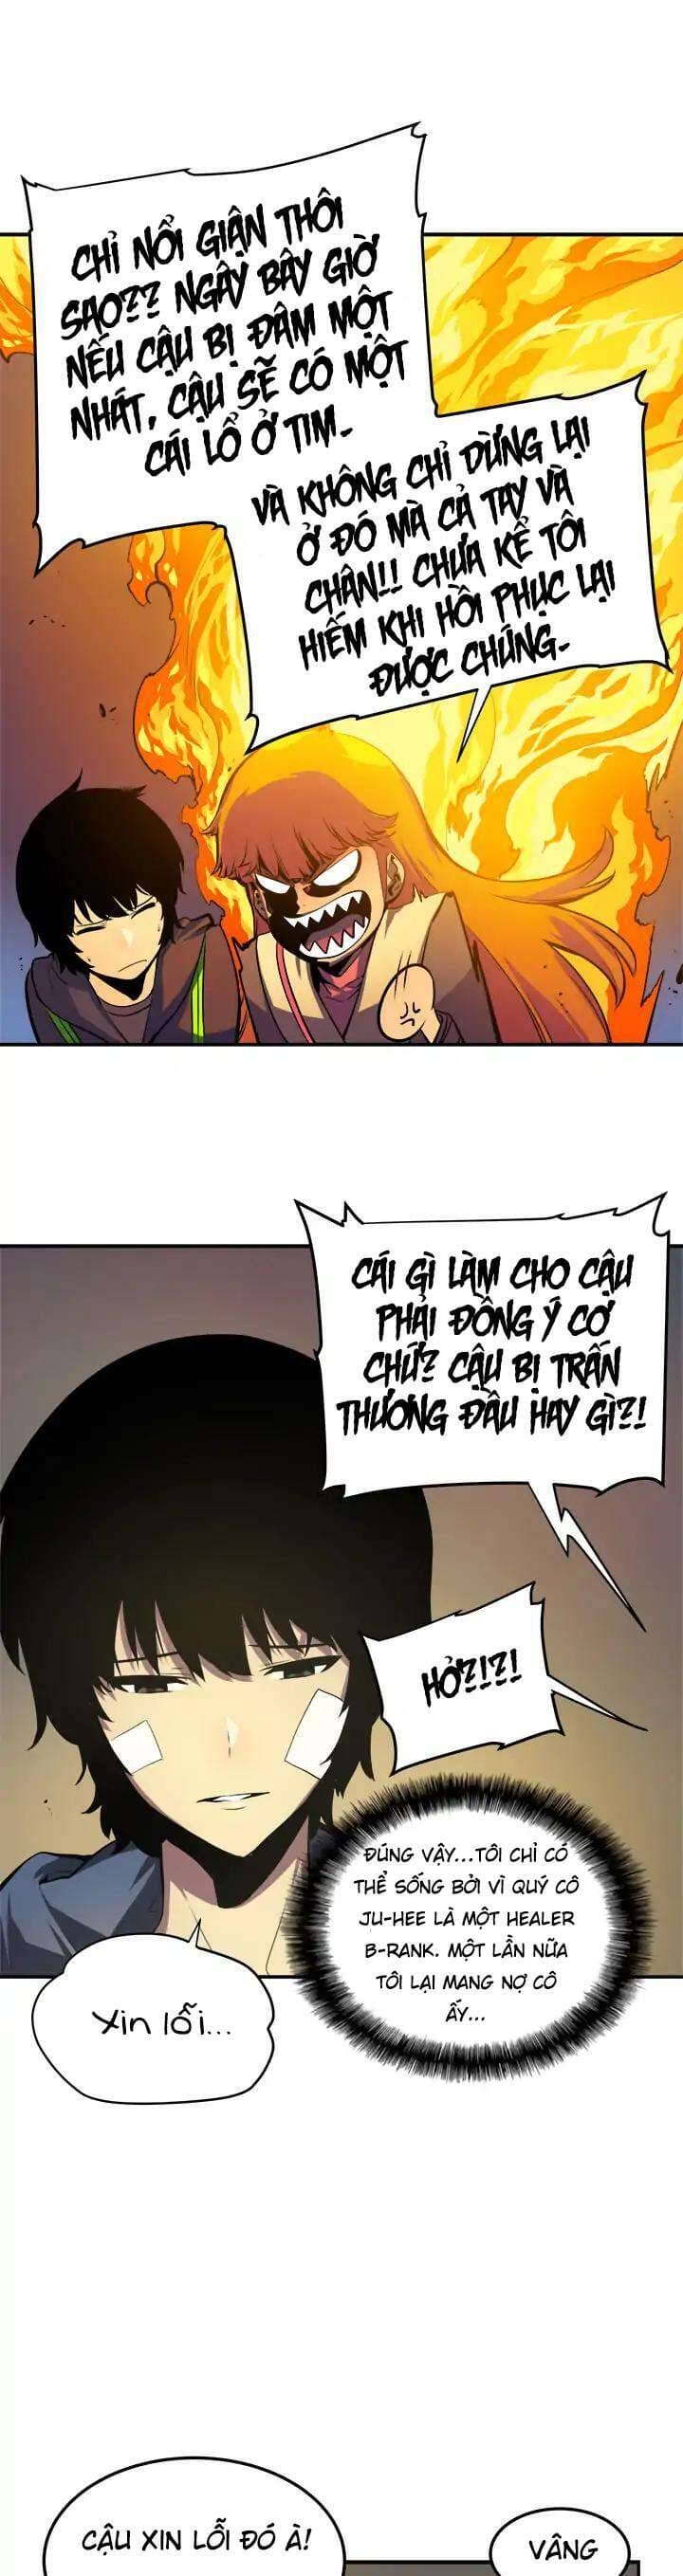 CHỈ NỔI GIẬN THÔI
SAO?? NGAY BÂY GIỜ
NẾU CẬU BỊ ĐÂM MỘT
NHÁT, CẬU SẼ CÓ MỘT
CÁI LỔ Ở TIM.
VÀ KHÔNG CHỈ DỪNG LẠI
Ở ĐÓ MÀ CẢ TAY VÀ
CHÂN!! CHƯA KỂ TÔI
HIẾM KHI HỒI PHỤC LẠI
ĐƯỢC CHÚNG.
CÁI GÌ LÀM CHO CẬU
PHẢI ĐỒNG Ý CƠ
CHỨ? CẬU BỊ TRẤN
THƯƠNG ĐẦU HAY GÌ?!
HỞ?!?!
ĐÚNG VẬY...TÔI CHỈ CÓ
THỂ SỐNG BỞI VÌ QUÝ CÔ
JU-HEE LÀ MỘT HEALER
B-RANK. MỘT LẦN NỮA
TÔI LẠI MANG NỢ CÔ
ẤY...
Xin lỗi...
CẬU XIN LỖI ĐÓ À!
VÂNG